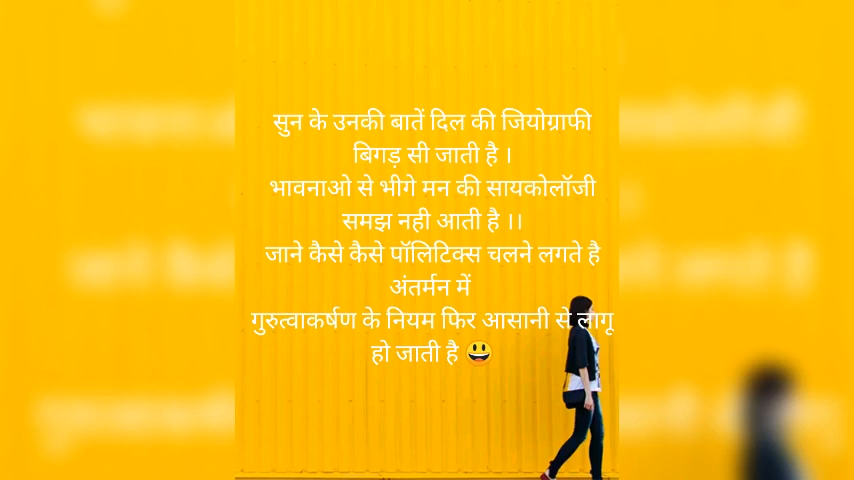 सुन के उनकी बातें दिल की जियोग्राफी
बिगड़ सी जाती है ।
भावनाओ से भीगे मन की सायकोलॉजी
समझ नही आती है ।।
जाने कैसे कैसे पॉलिटिक्स चलने लगते है
अंतर्मन में
गुरुत्वाकर्षण के नियम फिर आसानी से लागू
हो जाती है 😃